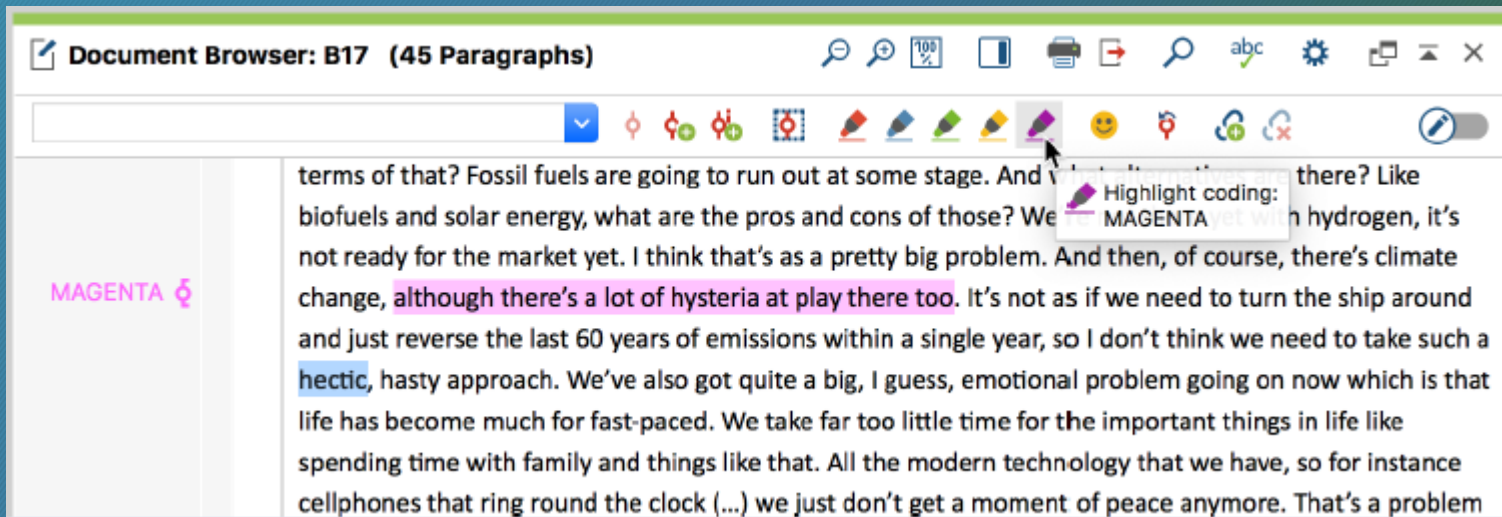 Document Browser: B17 (45 Paragraphs)
100 %
abc
terms of that? Fossil fuels are going to run out at some stage. And what alternatives are there? Like
Highlight coding:
MAGENTA
biofuels and solar energy, what are the pros and cons of those? We're yet with hydrogen, it's
not ready for the market yet. I think that's as a pretty big problem. And then, of course, there's climate
MAGENTA
change, although there's a lot of hysteria at play there too. It's not as if we need to turn the ship around
and just reverse the last 60 years of emissions within a single year, so I don't think we need to take such a
hectic, hasty approach. We've also got quite a big, I guess, emotional problem going on now which is that
life has become much for fast-paced. We take far too little time for the important things in life like
spending time with family and things like that. All the modern technology that we have, so for instance
cellphones that ring round the clock (...) we just don't get a moment of peace anymore. That's a problem